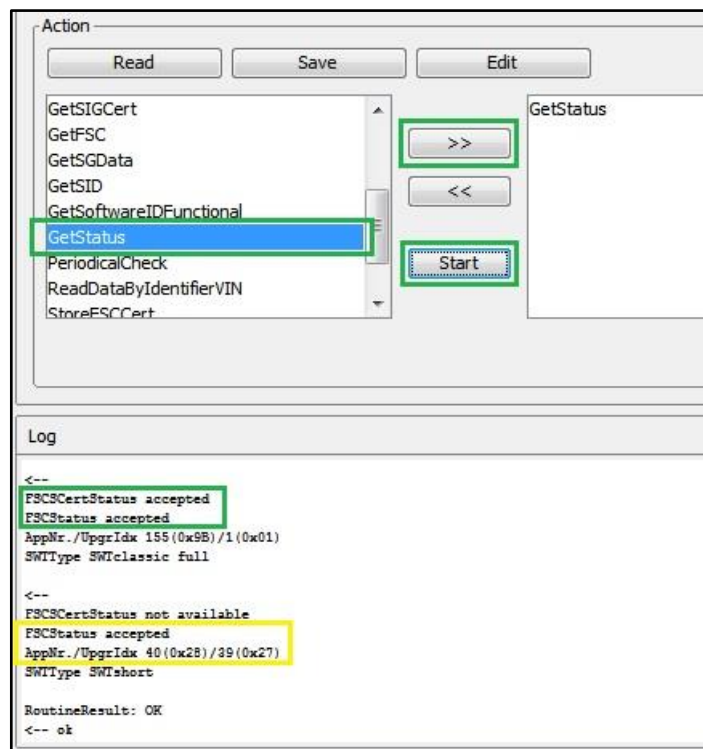 Action
Read Save Edit
GetSIGCert
GetFSC
GetSGData
GetSID
GetSoftwareIDFunctional
GetStatus
PeriodicalCheck
ReadDataByIdentifierVIN
StoreFSCCert
>>
<<
Start
GetStatus
Log
<--
FSCSCertStatus accepted
FSCStatus accepted
AppNr./UpgrIdx 155(0x9B)/1(0x01)
SWTType SWTclassic full
<--
FSCSCertStatus not available
FSCStatus accepted
AppNr./UpgrIdx 40(0x28)/39(0x27)
SWTType SWTshort
RoutineResult: OK
<-- ok